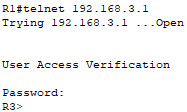 R1#telnet 192.168.3.1
Trying 192.168.3.1 ...Open
User Access Verification
Password:
R3>